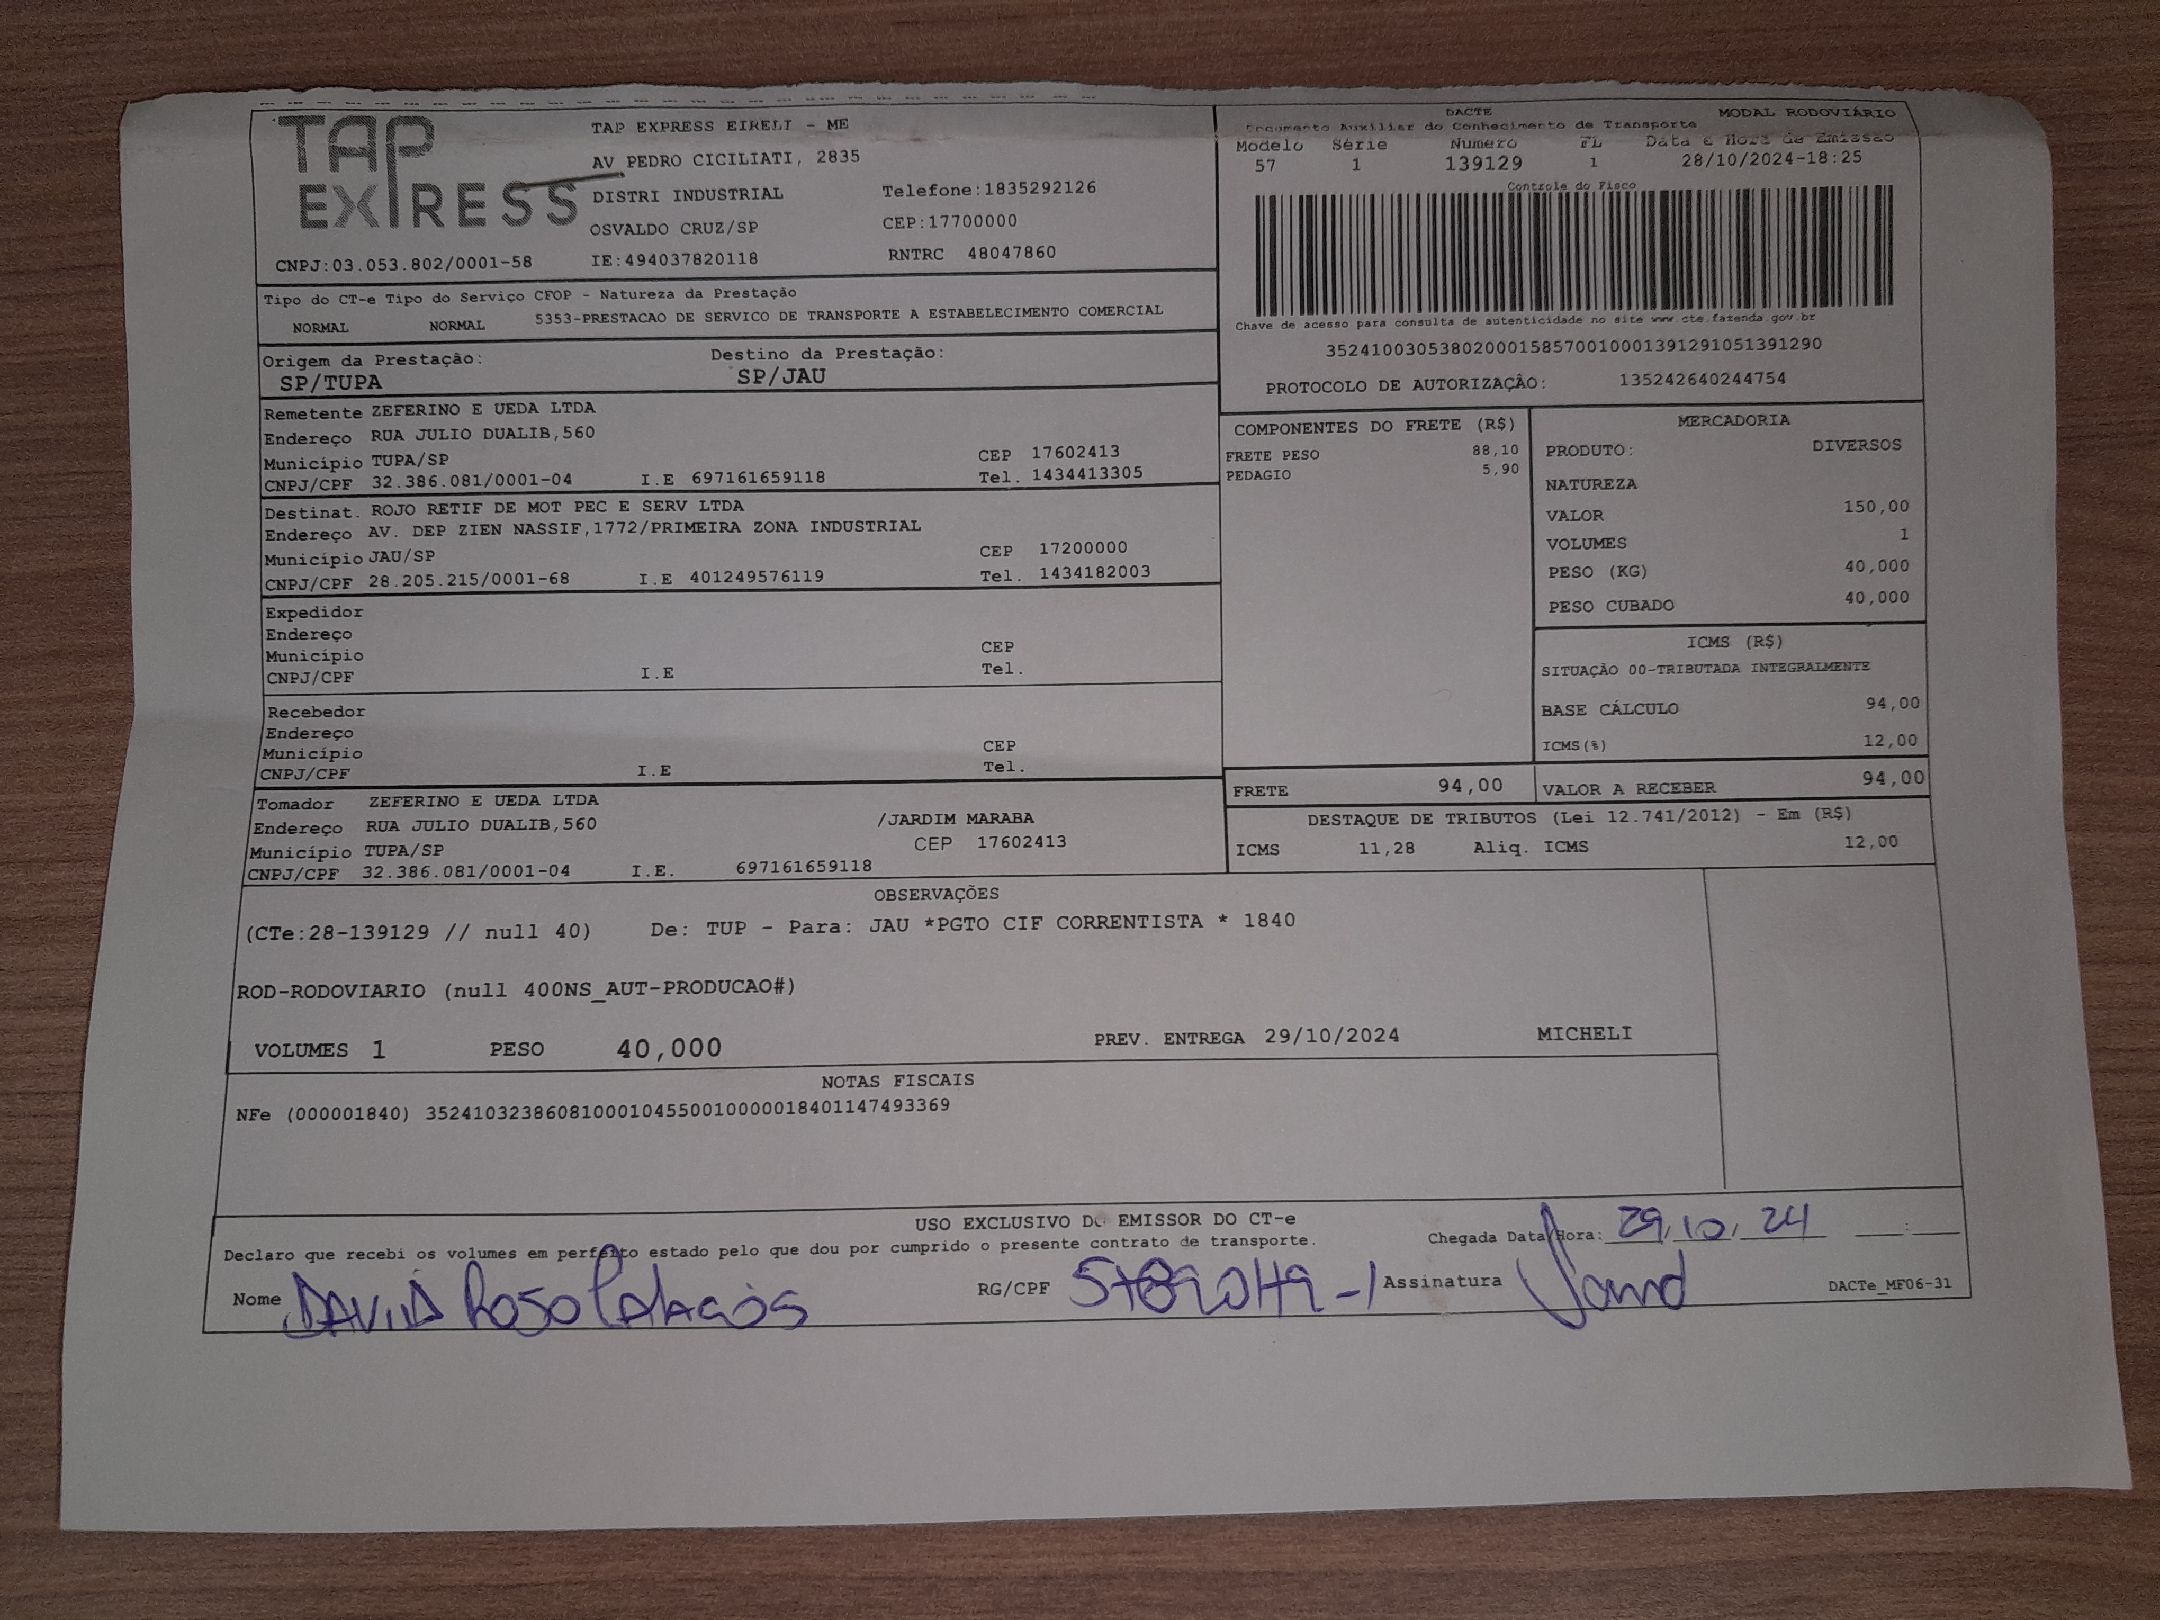 TAP EXPRESS
TAP EXPRESS EIRELI - ME
AV PEDRO CICILIATI, 2835
DISTRI INDUSTRIAL Telefone:1835292126
OSVALDO CRUZ/SP CEP:17700000
CNPJ:03.053.802/0001-58 IE:494037820118 RNTRC 48047860
DACTE MODAL RODOVIÁRIO
Documento Auxiliar do Conhecimento de Transporte
Modelo Série Numero FL Data e Hora de Emissão
57 1 139129 1 28/10/2024-18:25
Controle do Fisco
Chave de acesso para consulta de autenticidade no site www.cte.fazenda.gov.br
35241003053802000158570010001391291051391290
PROTOCOLO DE AUTORIZAÇÃO: 135242640244754
Tipo do CT-e Tipo do Serviço CFOP - Natureza da Prestação
NORMAL NORMAL 5353-PRESTACAO DE SERVICO DE TRANSPORTE A ESTABELECIMENTO COMERCIAL
Origem da Prestação: Destino da Prestação:
SP/TUPA SP/JAU
Remetente ZEFERINO E UEDA LTDA
Endereço RUA JULIO DUALIB,560
Município TUPA/SP CEP 17602413
CNPJ/CPF 32.386.081/0001-04 I.E 697161659118 Tel. 1434413305
Destinat. ROJO RETIF DE MOT PEC E SERV LTDA
Endereço AV. DEP ZIEN NASSIF,1772/PRIMEIRA ZONA INDUSTRIAL
Município JAU/SP CEP 17200000
CNPJ/CPF 28.205.215/0001-68 I.E 401249576119 Tel. 1434182003
Expedidor
Endereço
Município CEP
CNPJ/CPF I.E Tel.
Recebedor
Endereço
Município CEP
CNPJ/CPF I.E Tel.
Tomador ZEFERINO E UEDA LTDA
Endereço RUA JULIO DUALIB,560 /JARDIM MARABA
Município TUPA/SP CEP 17602413
CNPJ/CPF 32.386.081/0001-04 I.E. 697161659118
COMPONENTES DO FRETE (R$)
FRETE PESO 88,10
PEDAGIO 5,90
MERCADORIA
PRODUTO: DIVERSOS
NATUREZA
VALOR 150,00
VOLUMES 1
PESO (KG) 40,000
PESO CUBADO 40,000
ICMS (R$)
SITUAÇÃO 00-TRIBUTADA INTEGRALMENTE
BASE CÁLCULO 94,00
ICMS(%) 12,00
FRETE 94,00 VALOR A RECEBER 94,00
DESTAQUE DE TRIBUTOS (Lei 12.741/2012) - Em (R$)
ICMS 11,28 Aliq. ICMS 12,00
OBSERVAÇÕES
(CTe:28-139129 // null 40) De: TUP - Para: JAU *PGTO CIF CORRENTISTA * 1840
ROD-RODOVIARIO (null 400NS_AUT-PRODUCAO#)
VOLUMES 1 PESO 40,000 PREV. ENTREGA 29/10/2024 MICHELI
NOTAS FISCAIS
NFe (000001840) 35241032386081000104550010000018401147493369
USO EXCLUSIVO DO EMISSOR DO CT-e
Declaro que recebi os volumes em perfeito estado pelo que dou por cumprido o presente contrato de transporte. Chegada Data/Hora: 29.10.24 :
Nome DAVID ROJO RG/CPF Assinatura DACTe_MF06-31